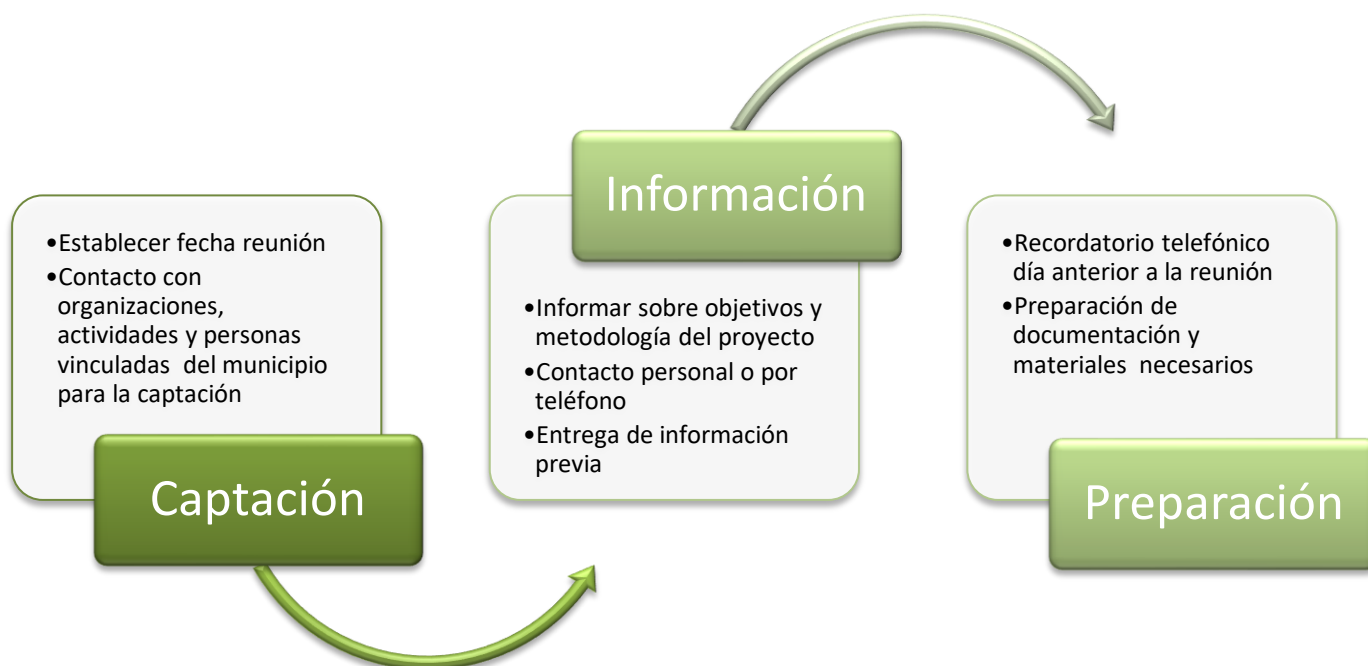 •Establecer fecha reunión
•Contacto con
organizaciones,
actividades y personas
vinculadas  del municipio
para la captación
Captación
Información
•Informar sobre objetivos y
metodología del proyecto
•Contacto personal o por
teléfono
•Entrega de información
previa
•Recordatorio telefónico
día anterior a la reunión
•Preparación de
documentación y
materiales  necesarios
Preparación